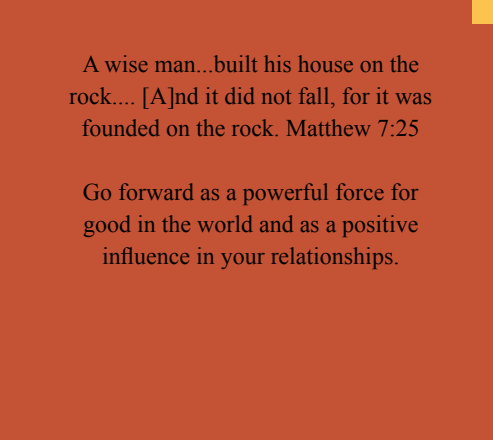 A wise man...built his house on the
rock.... [A]nd it did not fall, for it was
founded on the rock. Matthew 7:25
Go forward as a powerful force for
good in the world and as a positive
influence in your relationships.